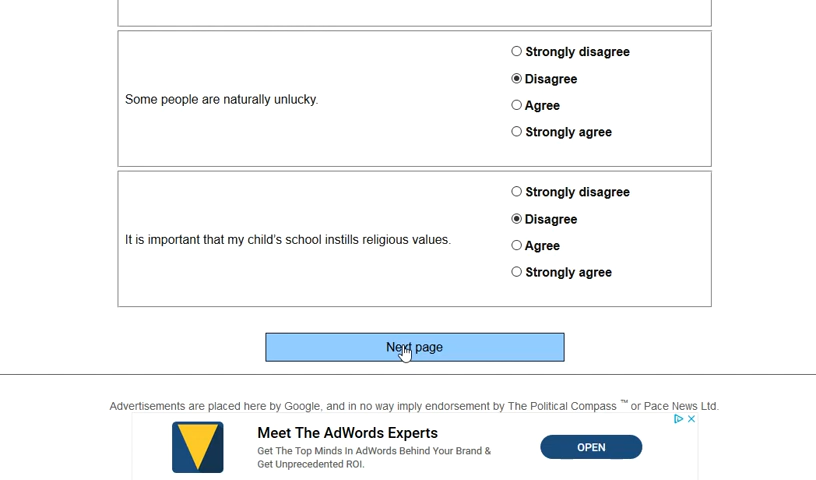 Some people are naturally unlucky.
Strongly disagree
Disagree
Agree
Strongly agree
It is important that my child's school instills religious values.
Strongly disagree
Disagree
Agree
Strongly agree
Next page
Advertisements are placed here by Google, and in no way imply endorsement by The Political Compass ™ or Pace News Ltd.
Meet The AdWords Experts
Get The Top Minds In AdWords Behind Your Brand &
Get Unprecedented ROI.
OPEN